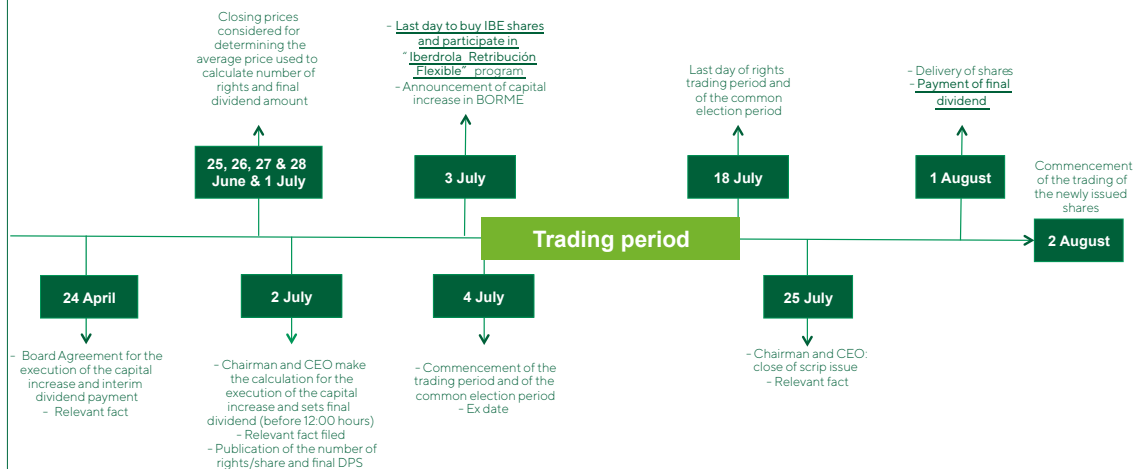 Closing prices
considered for
determining the
average price used to
calculate number of
rights and final
dividend amount
25, 26, 27 & 28
June & 1 July
- Last day to buy IBE shares
and participate in
“Iberdrola Retribución
Flexible” program
- Announcement of capital
increase in BORME
3 July
Last day of rights
trading period and
of the common
election period
18 July
- Delivery of shares
- Payment of final
dividend
1 August
Commencement
of the trading of
the newly issued
shares
2 August
Trading period
24 April
- Board Agreement for the
execution of the capital
increase and interim
dividend payment
- Relevant fact
2 July
- Chairman and CEO make
the calculation for the
execution of the capital
increase and sets final
dividend (before 12:00 hours)
- Relevant fact filed
- Publication of the number of
rights/share and final DPS
4 July
- Commencement of the
trading period and of the
common election period
- Ex date
25 July
- Chairman and CEO:
close of scrip issue
- Relevant fact